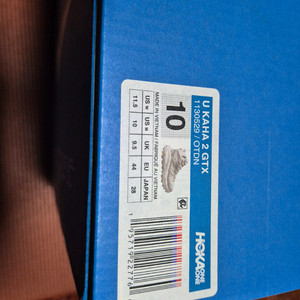 U KAHA 2 GTX
1130529 / OTDN
HOKA ONE ONE
10
MADE IN VIETNAM / FABRIQUÉ AU VIETNAM
US W US M UK EU JAPAN
11.5 10 9.5 44 28